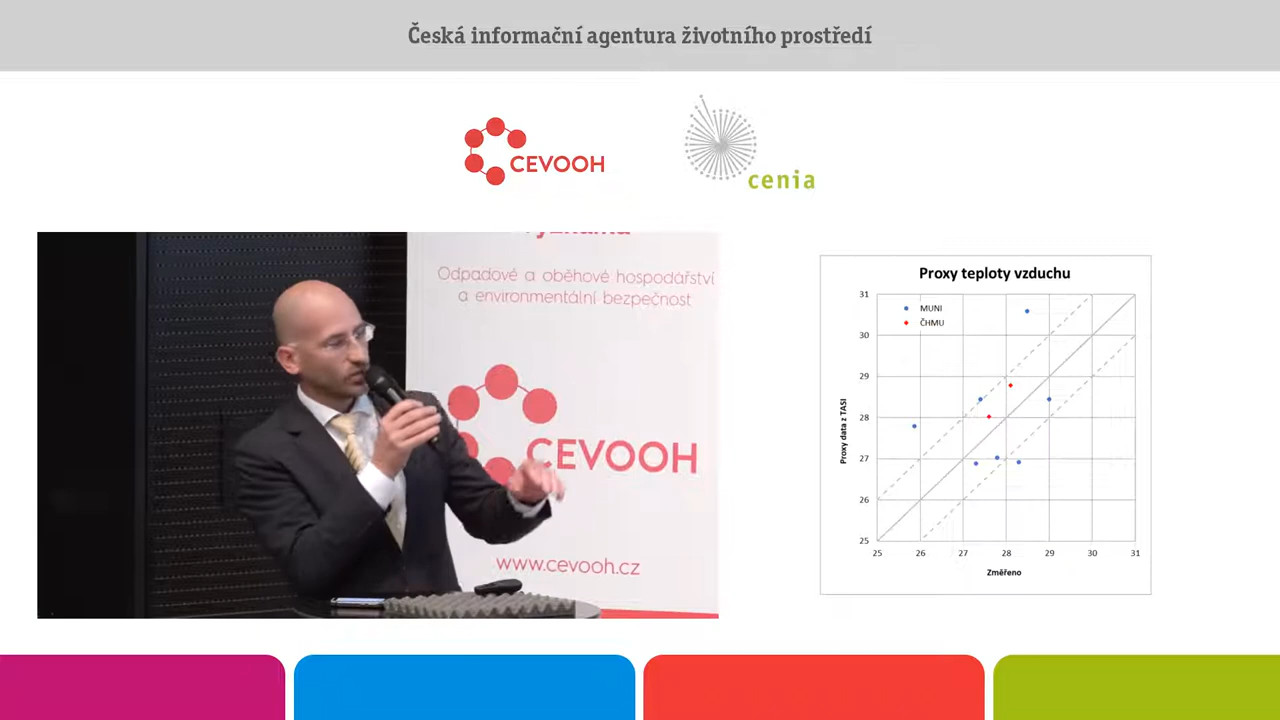 Česká informační agentura životního prostředí
CEVOOH
cenia
Odpadové a oběhové hospodářství
a environmentální bezpečnost
CEVOOH
www.cevooh.cz
Proxy teploty vzduchu
MUNI
ČHMU
31
30
29
28
27
26
25
Proxy data z TASI
25 26 27 28 29 30 31
Změřeno